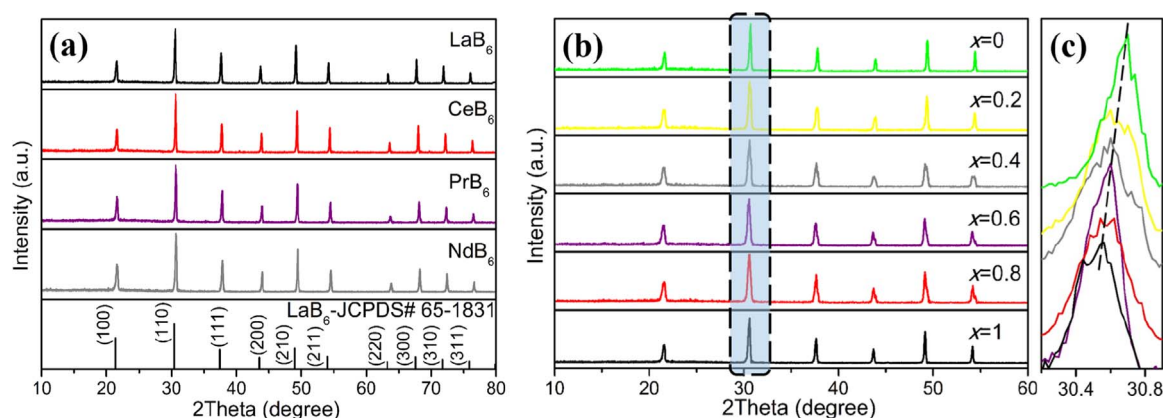 (a)
LaB6
CeB6
PrB6
NdB6
LaB6-JCPDS# 65-1831
(100)
(110)
(111)
(200)
(210)
(211)
(220)
(300)
(310)
(311)
10 20 30 40 50 60 70 80
2Theta (degree)
Intensity (a.u.)
(b)
x=0
x=0.2
x=0.4
x=0.6
x=0.8
x=1
10 20 30 40 50 60
2Theta (degree)
Intensity (a.u.)
(c)
30.4 30.8